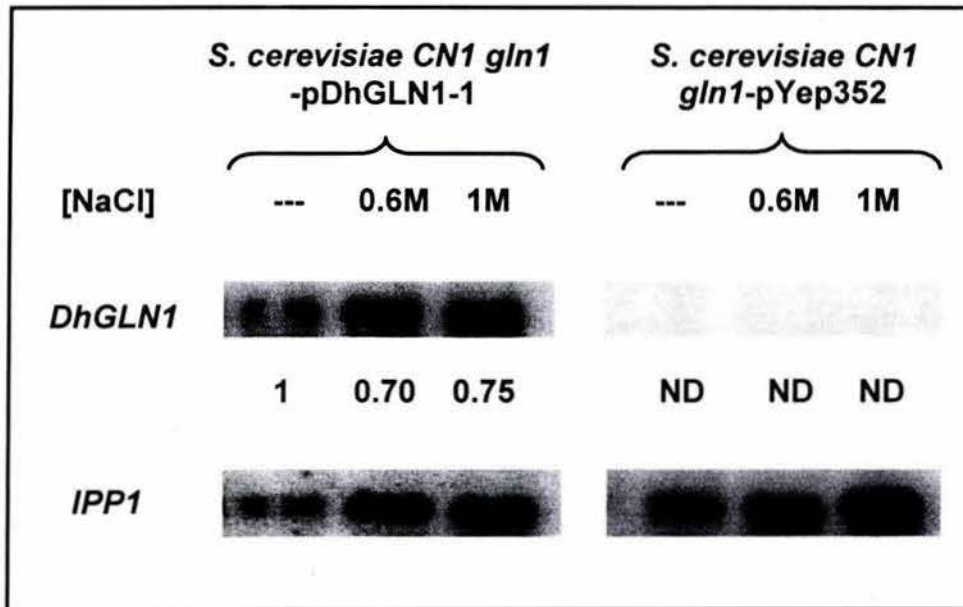 S. cerevisiae CN1 gln1
-pDhGLN1-1
S. cerevisiae CN1
gln1-pYep352
[NaCl] --- 0.6M 1M --- 0.6M 1M
DhGLN1
1 0.70 0.75 ND ND ND
IPP1